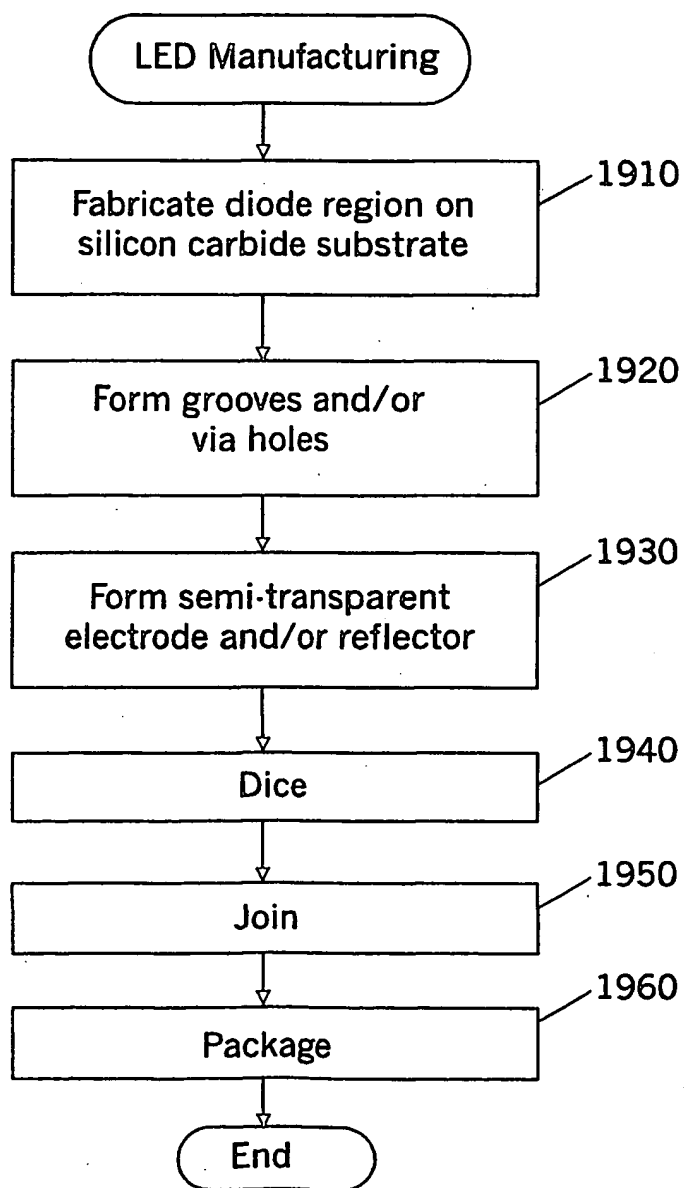 LED Manufacturing
1910
Fabricate diode region on
silicon carbide substrate
1920
Form grooves and/or
via holes
1930
Form semi-transparent
electrode and/or reflector
1940
Dice
1950
Join
1960
Package
End